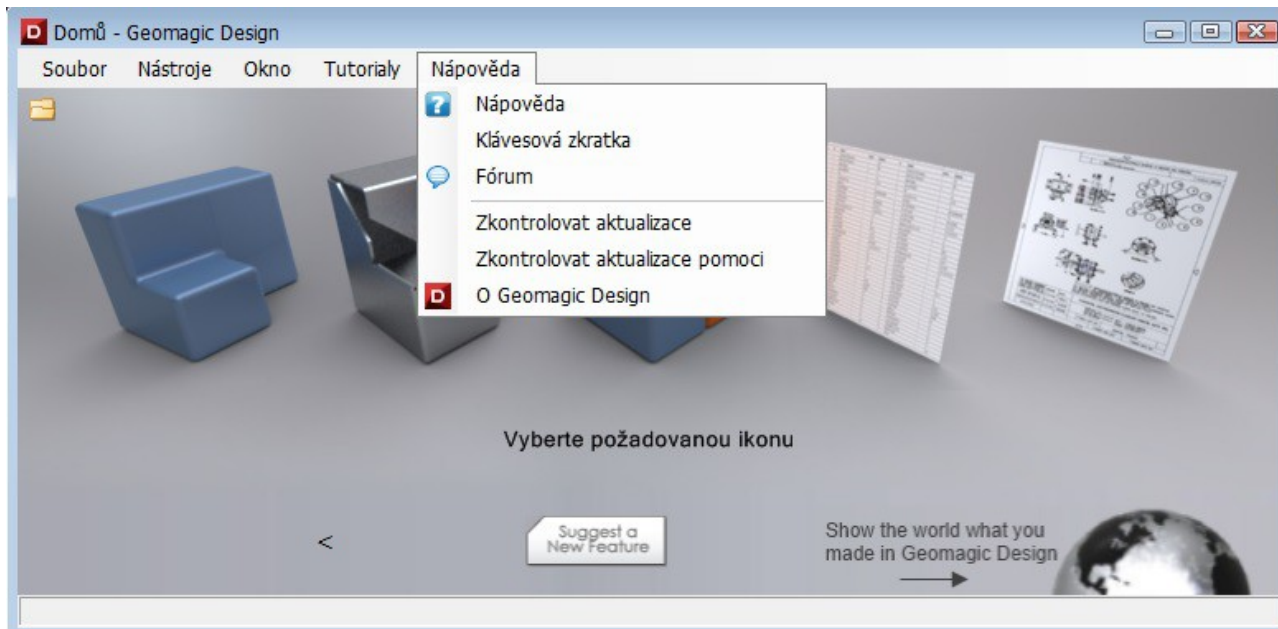 D Domů - Geomagic Design
Soubor Nástroje Okno Tutorialy Nápověda
? Nápověda
Klávesová zkratka
Fórum
Zkontrolovat aktualizace
Zkontrolovat aktualizace pomoci
D O Geomagic Design
Vyberte požadovanou ikonu
<
Suggest a
New Feature
Show the world what you
made in Geomagic Design